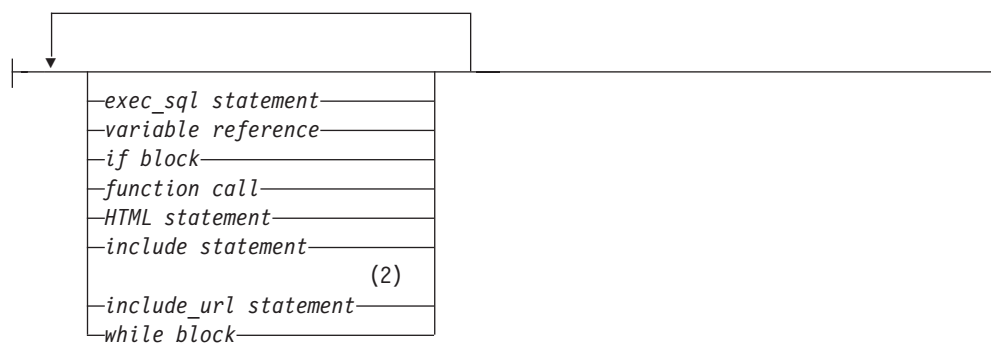 exec_sql statement
variable reference
if block
function call
HTML statement
include statement
(2)
include_url statement
while block